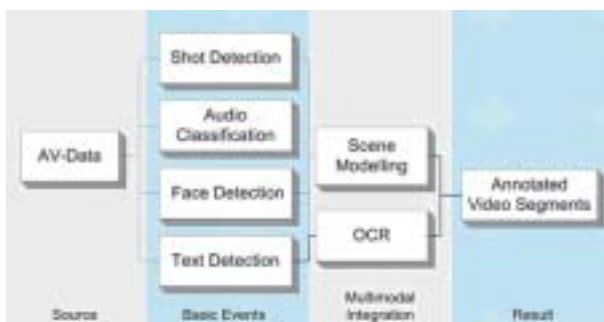 Shot Detection
Audio
Classification
AV-Data
Face Detection
Text Detection
Scene
Modelling
OCR
Annotated
Video Segments
Source
Basic Events
Multimodal
Integration
Result